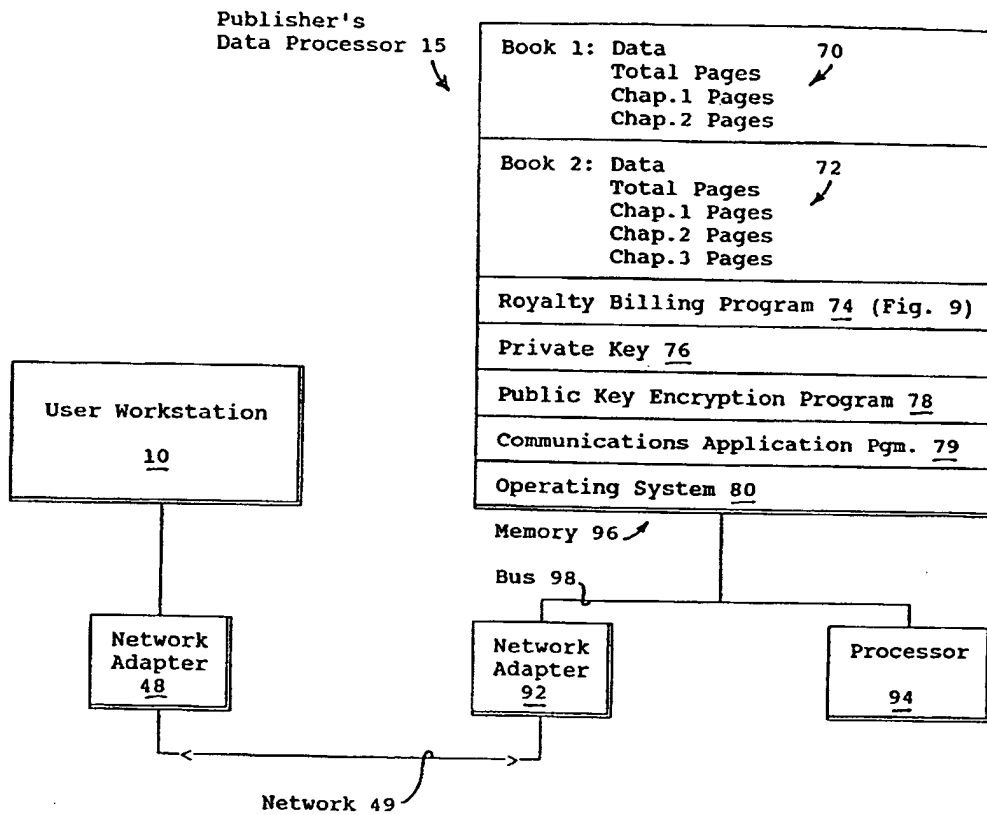 Publisher's
Data Processor 15
Book 1: Data 70
Total Pages
Chap.1 Pages
Chap.2 Pages
Book 2: Data 72
Total Pages
Chap.1 Pages
Chap.2 Pages
Chap.3 Pages
Royalty Billing Program 74 (Fig. 9)
Private Key 76
Public Key Encryption Program 78
Communications Application Pgm. 79
Operating System 80
Memory 96
Bus 98
User Workstation
10
Network
Adapter
48
Network
Adapter
92
Processor
94
Network 49